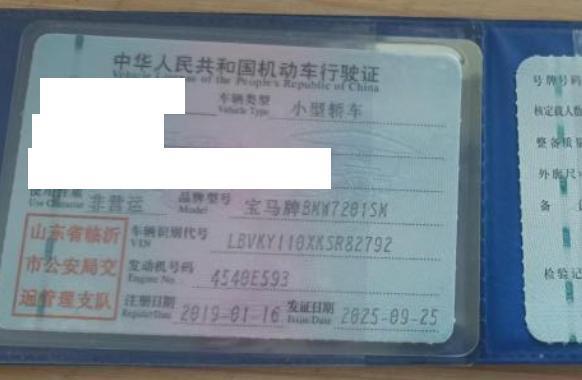 中华人民共和国机动车行驶证
of the People's Republic of China
车辆类型 小型轿车
Vehicle Type
使用性质 非营运 品牌型号 宝马牌BMW7201SM
Use Character Model
山东省临沂
市公安局交
通管理支队
车辆识别代号 LBVKY110XKSR82792
VIN
发动机号码 4540E593
Engine No.
注册日期 2019-01-16 发证日期 2025-09-25
Register Date Issue Date
号牌号码
核定载人数
整备质量
外廓尺寸
备
检验记